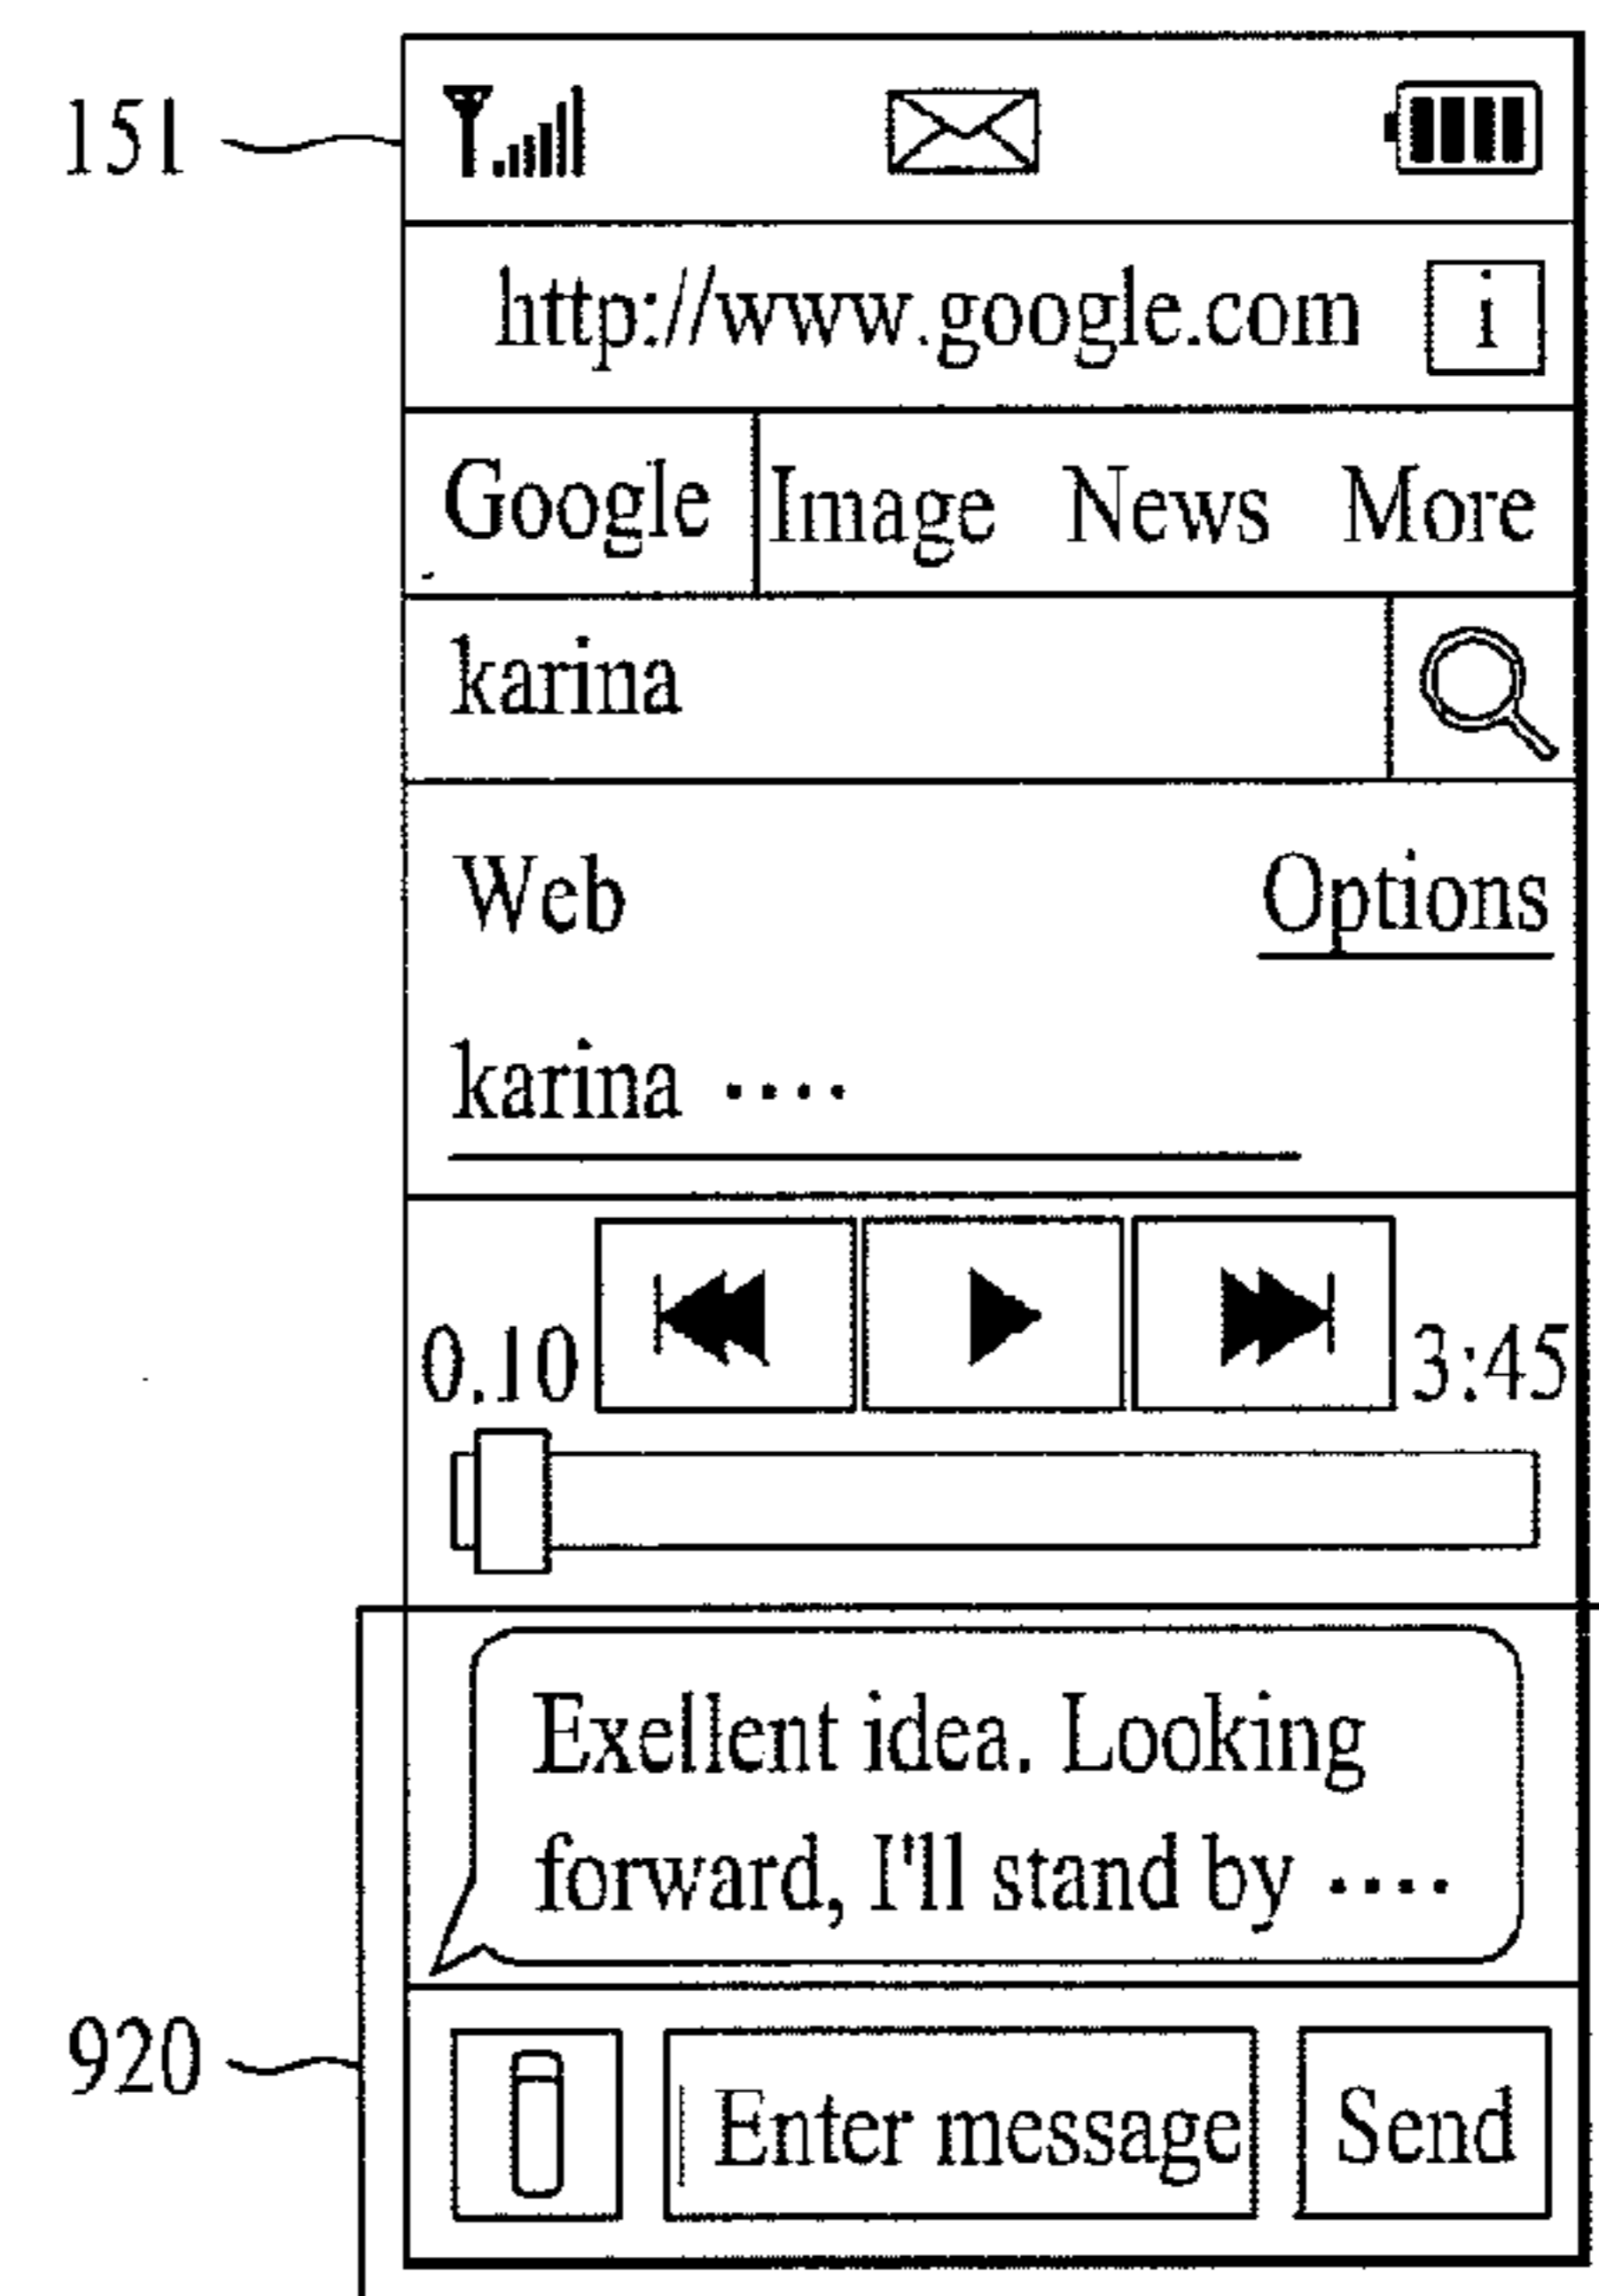 151
http://www.google.com i
Google Image News More
karina
Web Options
karina ....
0.10 3:45
Exellent idea. Looking
forward, I'll stand by ....
920
Enter message Send